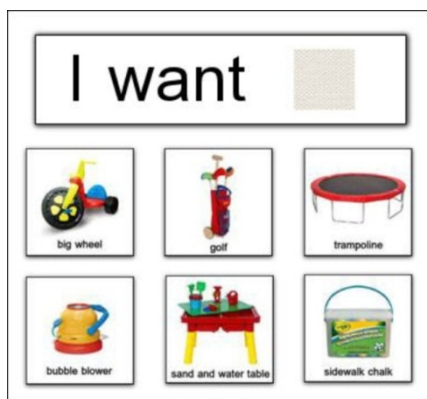 I want
big wheel
golf
trampoline
bubble blower
sand and water table
sidewalk chalk